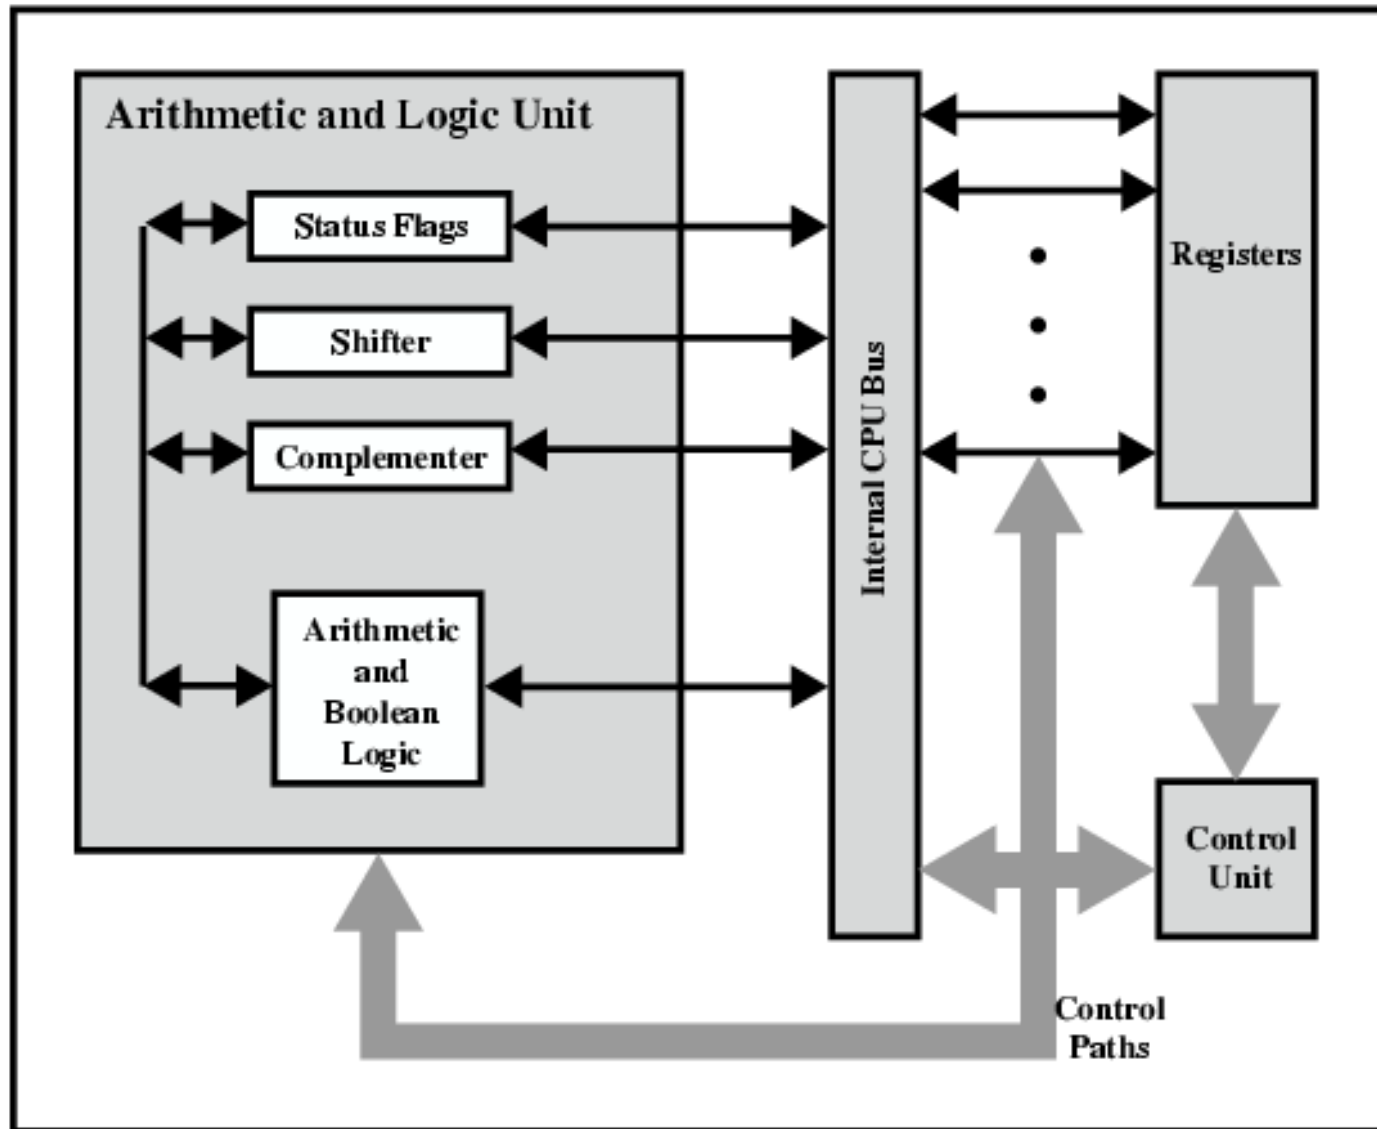 Arithmetic and Logic Unit
Status Flags
Shifter
Complementer
Arithmetic
and
Boolean
Logic
Internal CPU Bus
Registers
Control
Unit
Control
Paths